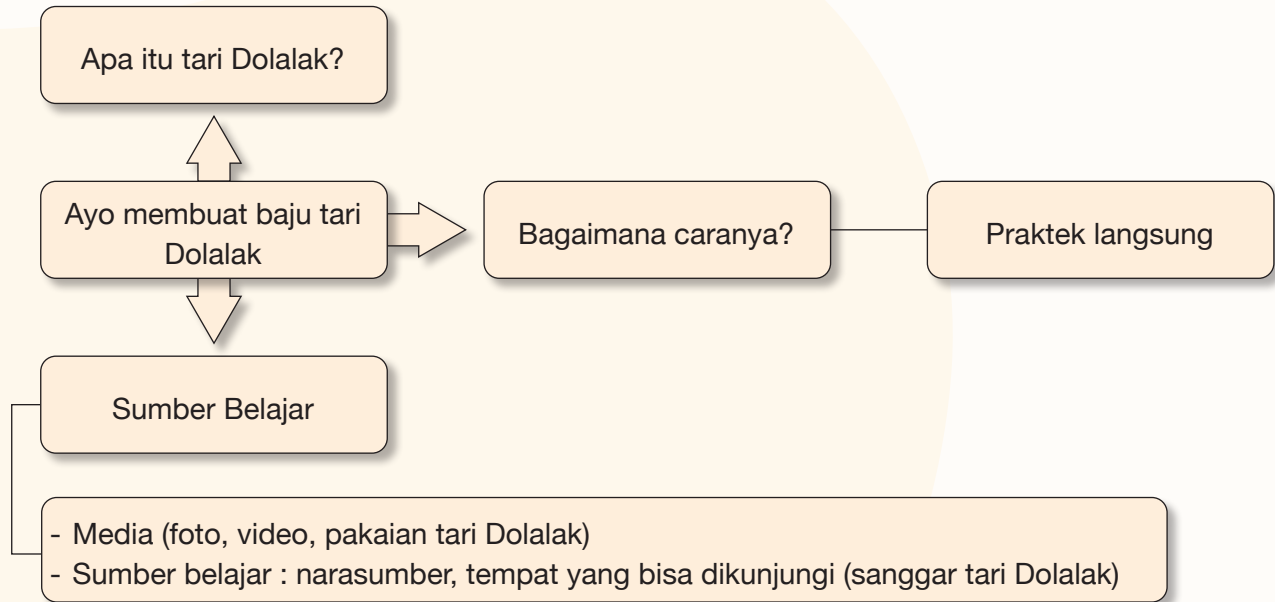 Apa itu tari Dolalak?
Ayo membuat baju tari
Dolalak
Bagaimana caranya?
Praktek langsung
Sumber Belajar
- Media (foto, video, pakaian tari Dolalak)
- Sumber belajar : narasumber, tempat yang bisa dikunjungi (sanggar tari Dolalak)